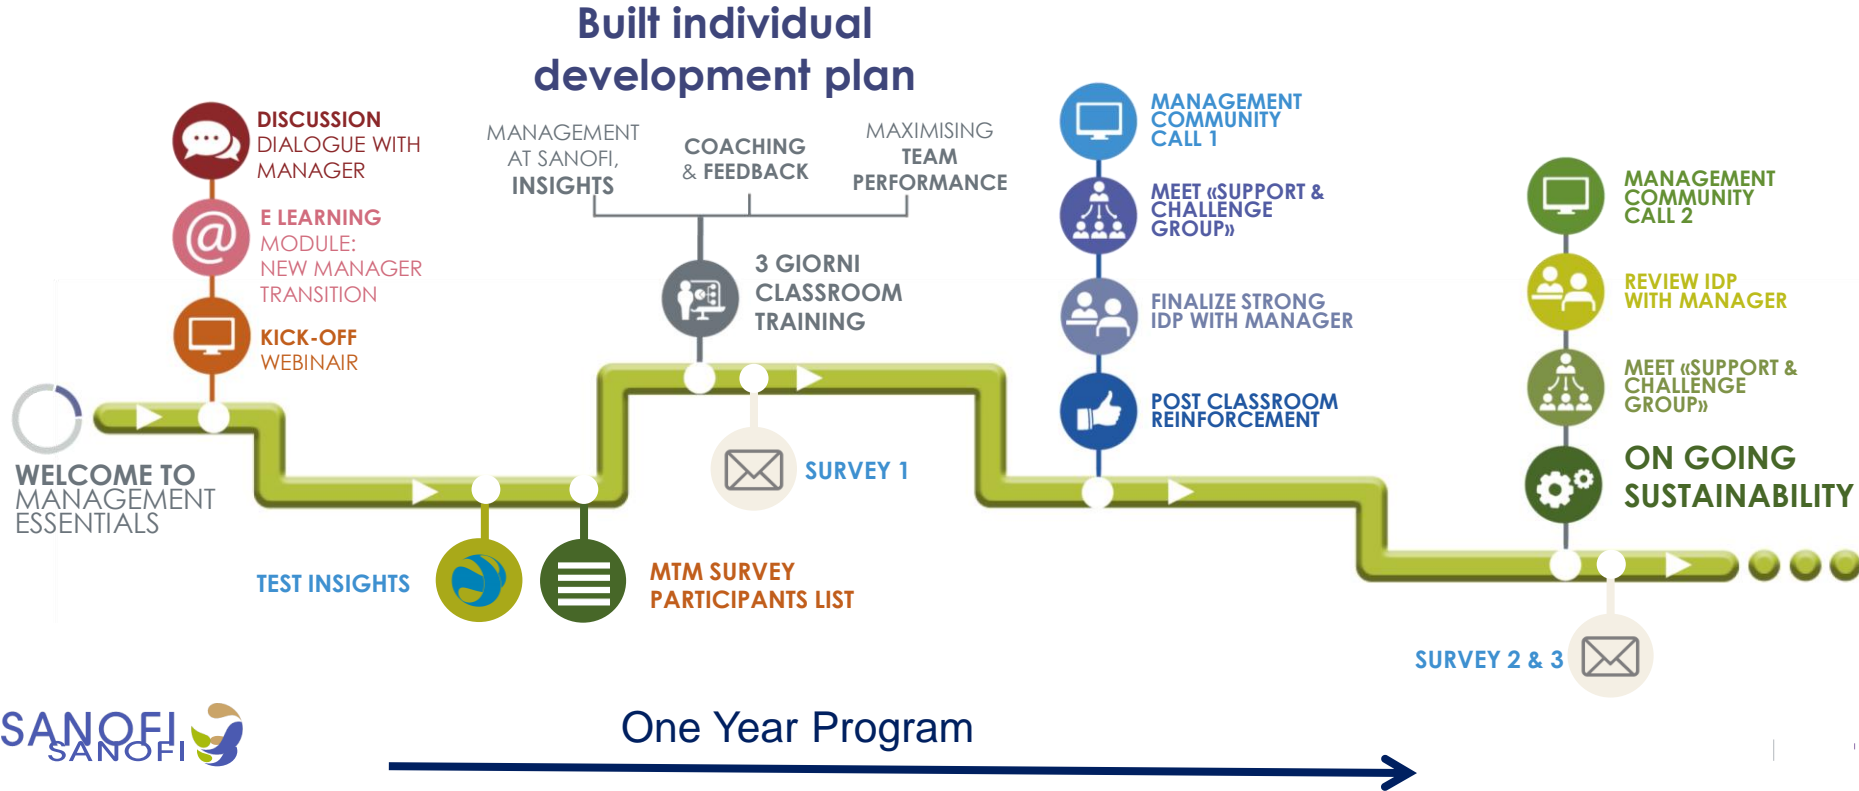 Built individual
development plan
DISCUSSION
DIALOGUE WITH
MANAGER
E LEARNING
MODULE:
NEW MANAGER
TRANSITION
KICK-OFF
WEBINAIR
WELCOME TO
MANAGEMENT
ESSENTIALS
TEST INSIGHTS
MTM SURVEY
PARTICIPANTS LIST
MANAGEMENT
AT SANOFI,
INSIGHTS
COACHING
& FEEDBACK
MAXIMISING
TEAM
PERFORMANCE
3 GIORNI
CLASSROOM
TRAINING
SURVEY 1
MANAGEMENT
COMMUNITY
CALL 1
MEET «SUPPORT &
CHALLENGE
GROUP»
FINALIZE STRONG
IDP WITH MANAGER
POST CLASSROOM
REINFORCEMENT
MANAGEMENT
COMMUNITY
CALL 2
REVIEW IDP
WITH MANAGER
MEET «SUPPORT &
CHALLENGE
GROUP»
ON GOING
SUSTAINABILITY
SURVEY 2 & 3
SANOFI
SANOFI
One Year Program